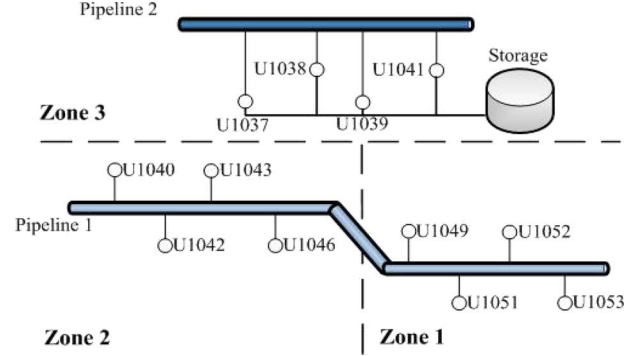 Pipeline 2
Storage
U1038
U1041
Zone 3
U1037
U1039
U1040
U1043
Pipeline 1
U1042
U1046
U1049
U1052
U1051
U1053
Zone 2
Zone 1